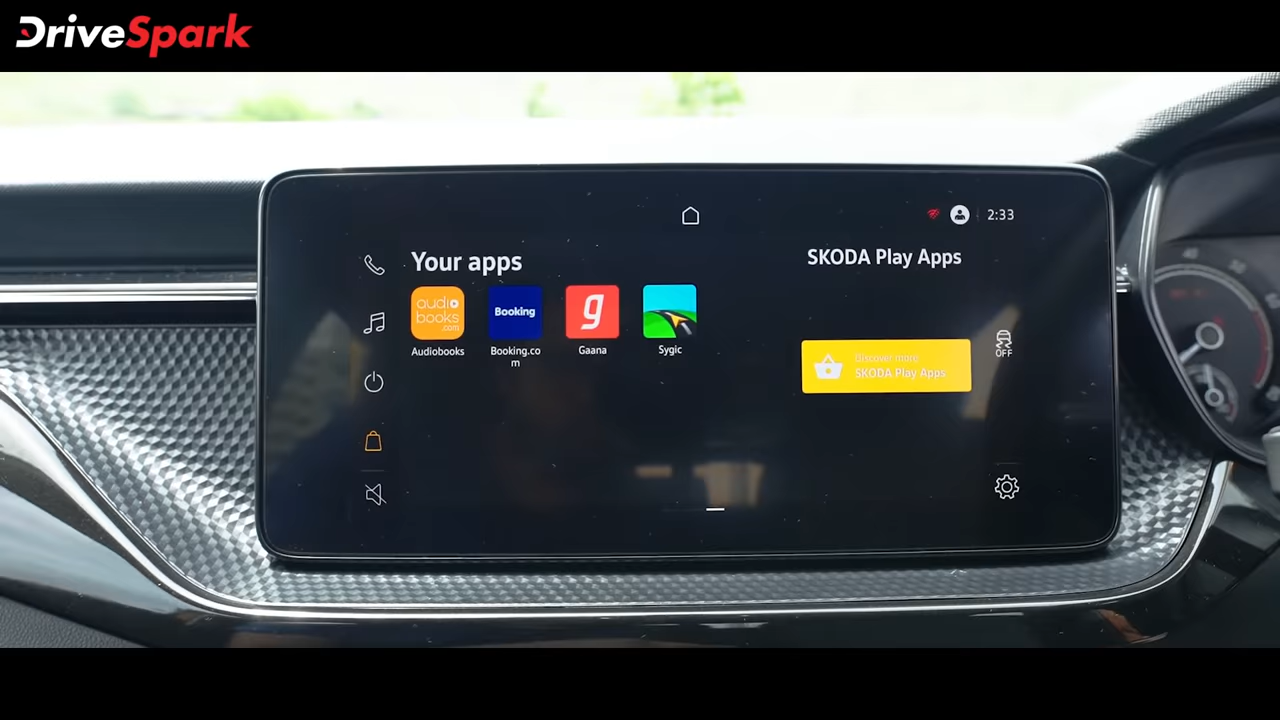 DriveSpark
2:33
Your apps
SKODA Play Apps
audio
books
.com
Booking
g
Audiobooks
Booking.co
m
Gaana
Sygic
Discover more
SKODA Play Apps
OFF